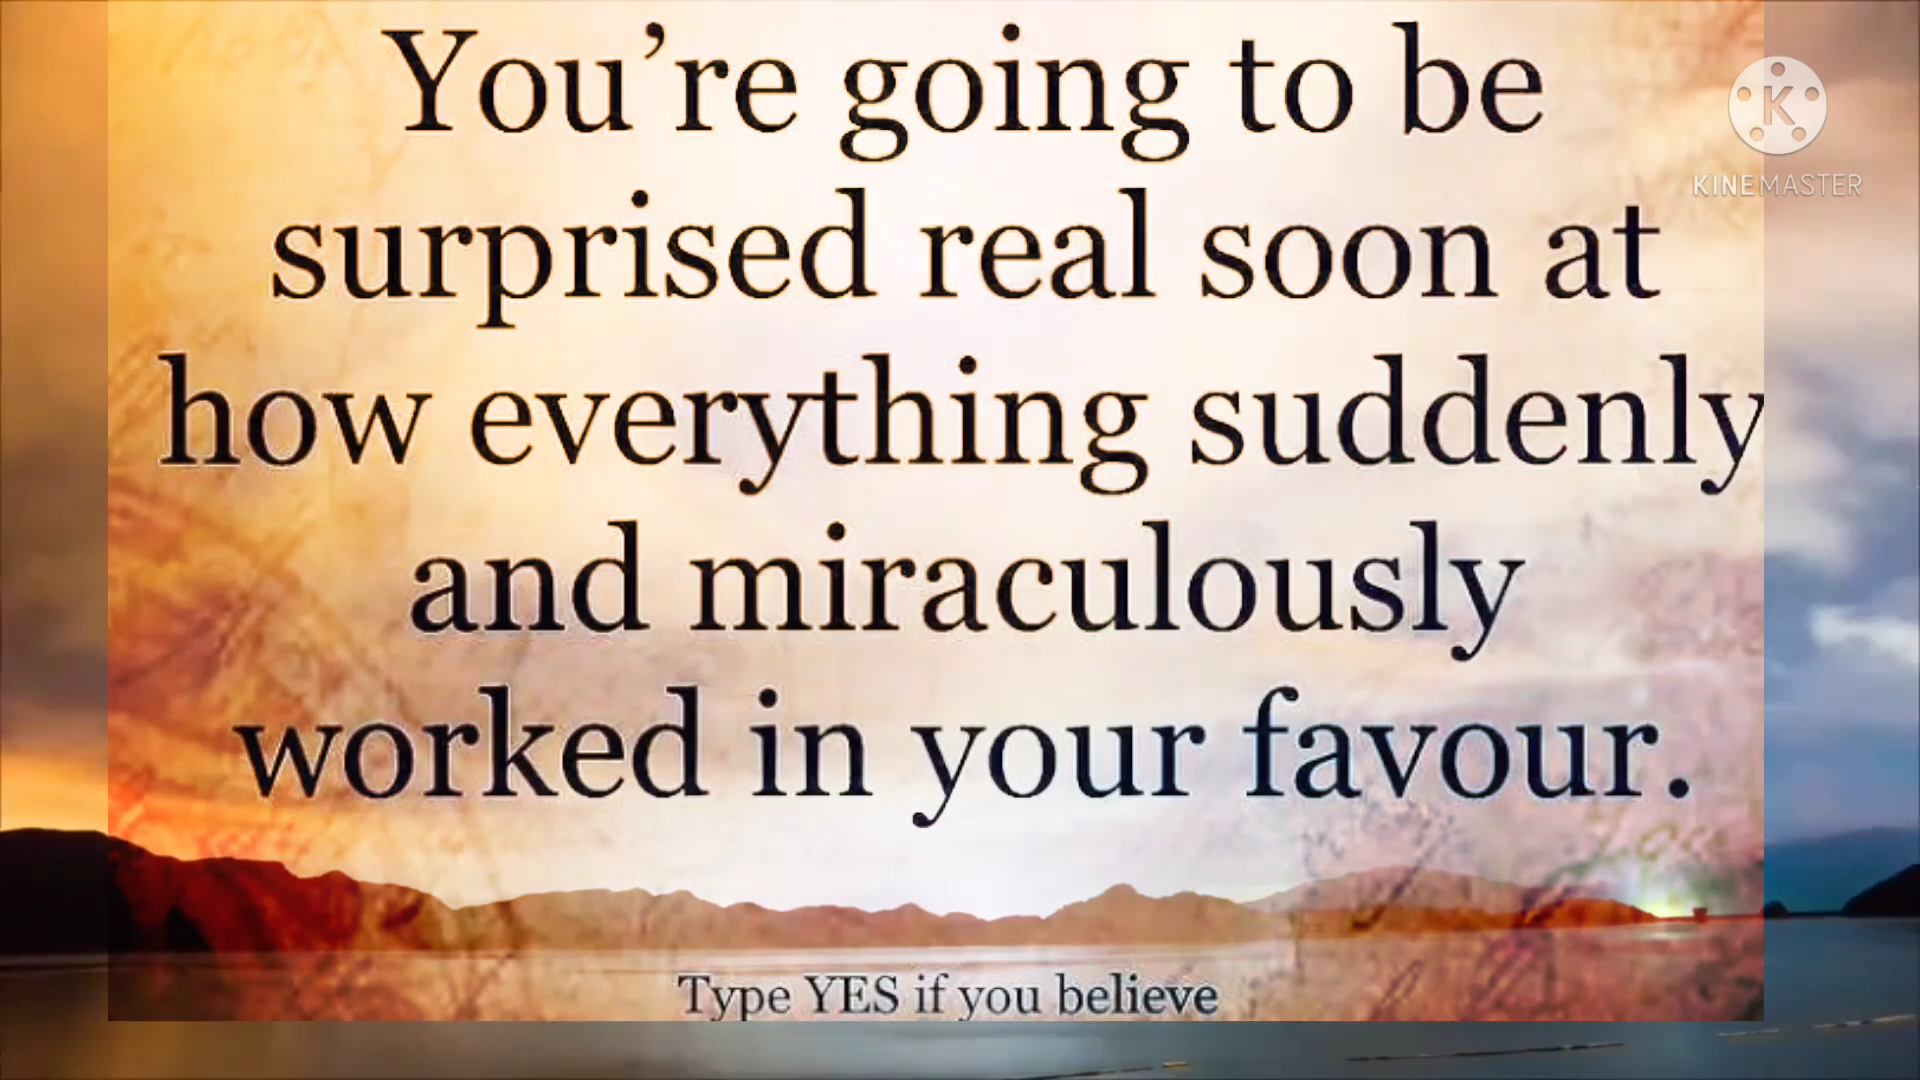 You’re going to be
surprised real soon at
how everything suddenly
and miraculously
worked in your favour.
Type YES if you believe
K
KINEMASTER